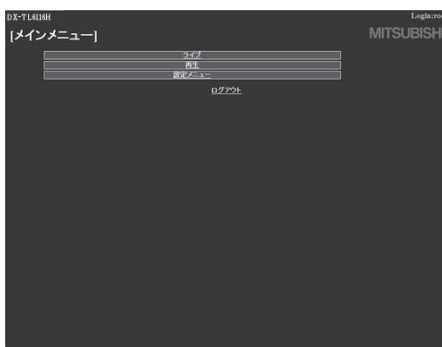 DX-TL6116H
Login:ro
[メインメニュー]
MITSUBISH
ライブ
再生
設定メニュー
ログアウト